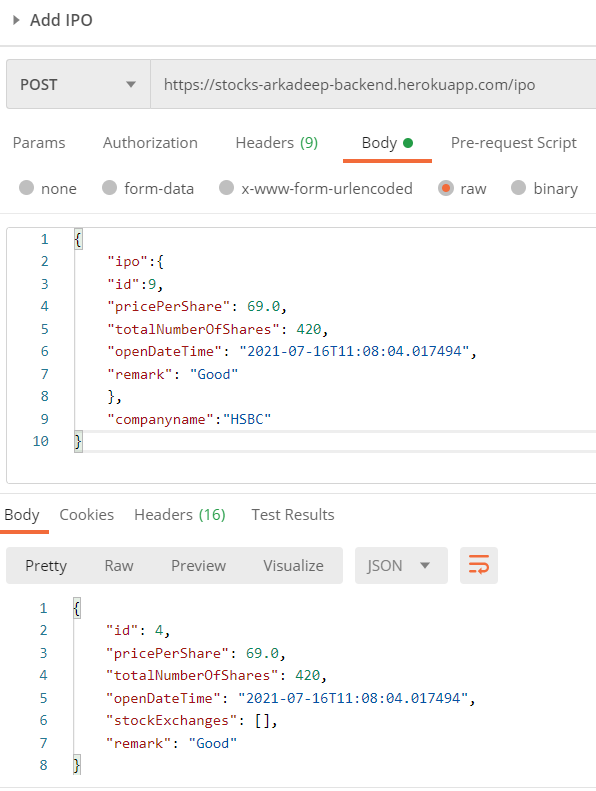 Add IPO
POST https://stocks-arkadeep-backend.herokuapp.com/ipo
Params Authorization Headers (9) Body Pre-request Script
none form-data x-www-form-urlencoded raw binary
1 {
2 "ipo":{
3 "id":9,
4 "pricePerShare": 69.0,
5 "totalNumberOfShares": 420,
6 "openDateTime": "2021-07-16T11:08:04.017494",
7 "remark": "Good"
8 },
9 "companyname":"HSBC"
10 }
Body Cookies Headers (16) Test Results
Pretty Raw Preview Visualize JSON
1 {
2 "id": 4,
3 "pricePerShare": 69.0,
4 "totalNumberOfShares": 420,
5 "openDateTime": "2021-07-16T11:08:04.017494",
6 "stockExchanges": [],
7 "remark": "Good"
8 }